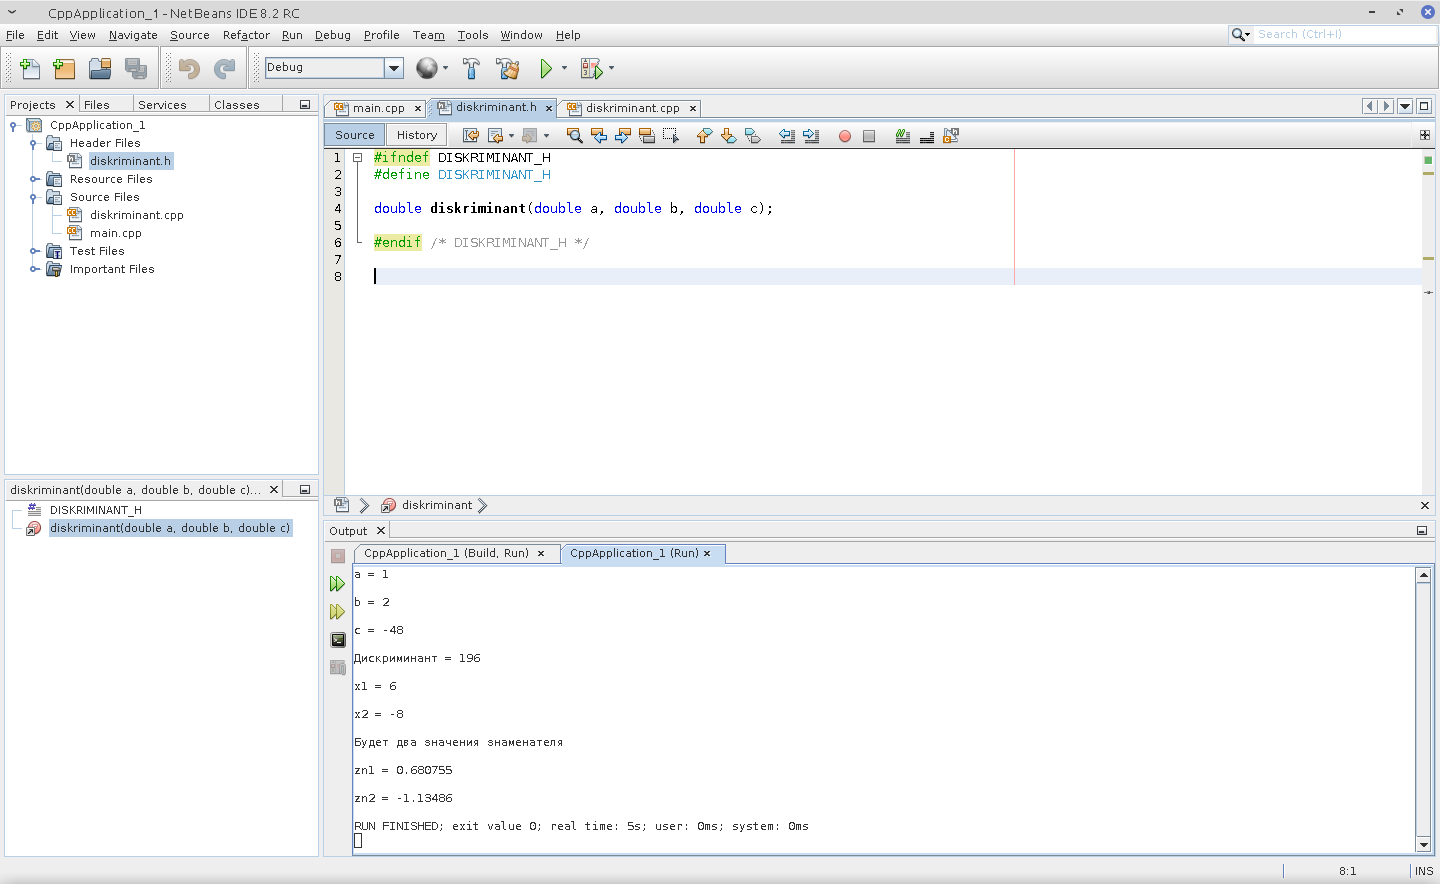 CppApplication_1 - NetBeans IDE 8.2 RC
File Edit View Navigate Source Refactor Run Debug Profile Team Tools Window Help
Search (Ctrl+I)
Debug
Projects Files Services Classes
CppApplication_1
Header Files
diskriminant.h
Resource Files
Source Files
diskriminant.cpp
main.cpp
Test Files
Important Files
main.cpp diskriminant.h diskriminant.cpp
Source History
1 #ifndef DISKRIMINANT_H
2 #define DISKRIMINANT_H
3
4 double diskriminant(double a, double b, double c);
5
6 #endif /* DISKRIMINANT_H */
7
8
diskriminant
diskriminant(double a, double b, double c)...
DISKRIMINANT_H
diskriminant(double a, double b, double c)
Output
CppApplication_1 (Build, Run) CppApplication_1 (Run)
a = 1
b = 2
c = -48
Дискриминант = 196
x1 = 6
x2 = -8
Будет два значения знаменателя
zn1 = 0.680755
zn2 = -1.13486
RUN FINISHED; exit value 0; real time: 5s; user: 0ms; system: 0ms
8:1 INS